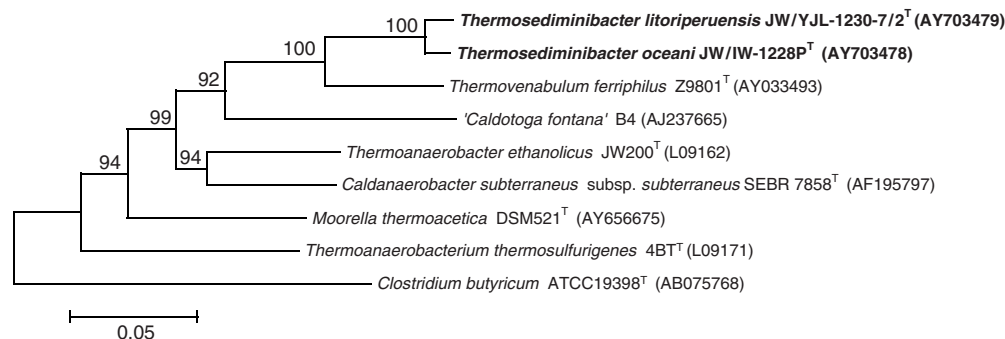 100 Thermosediminibacter litoriperuensis JW/YJL-1230-7/2T (AY703479)
100 Thermosediminibacter oceani JW/IW-1228PT (AY703478)
92 Thermovenabulum ferriphilus Z9801T (AY033493)
99 'Caldotoga fontana' B4 (AJ237665)
94 Thermoanaerobacter ethanolicus JW200T (L09162)
94 Caldanaerobacter subterraneus subsp. subterraneus SEBR 7858T (AF195797)
Moorella thermoacetica DSM521T (AY656675)
Thermoanaerobacterium thermosulfurigenes 4BTT (L09171)
Clostridium butyricum ATCC19398T (AB075768)
0.05